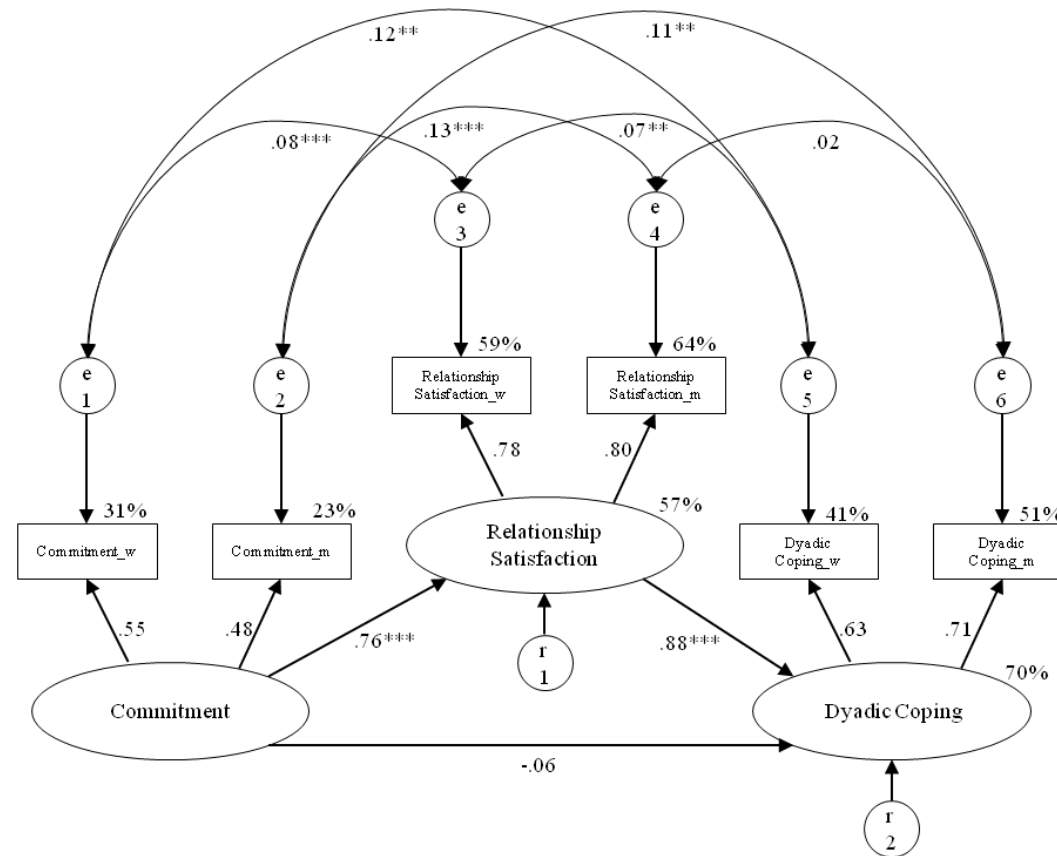 .12**
.11**
.08***
.13***
.07**
.02
e
3
e
4
59%
64%
e
1
e
2
Relationship
Satisfaction_w
Relationship
Satisfaction_m
e
5
e
6
.78
.80
31%
23%
57%
41%
51%
Commitment_w
Commitment_m
Relationship
Satisfaction
Dyadic
Coping_w
Dyadic
Coping_m
.55
.48
.76***
r
1
.88***
.63
.71
70%
Commitment
Dyadic Coping
-.06
r
2